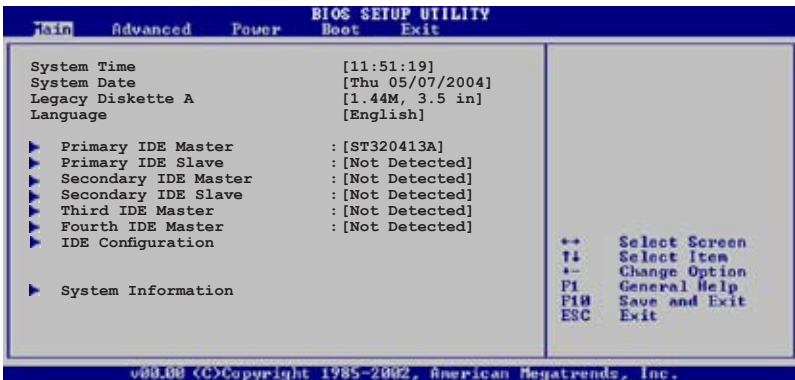 BIOS SETUP UTILITY
Main Advanced Power Boot Exit
System Time [11:51:19]
System Date [Thu 05/07/2004]
Legacy Diskette A [1.44M, 3.5 in]
Language [English]
Primary IDE Master :[ST320413A]
Primary IDE Slave :[Not Detected]
Secondary IDE Master :[Not Detected]
Secondary IDE Slave :[Not Detected]
Third IDE Master :[Not Detected]
Fourth IDE Master :[Not Detected]
IDE Configuration
System Information
←→ Select Screen
↑↓ Select Item
+- Change Option
F1 General Help
F10 Save and Exit
ESC Exit
v00.00 (C)Copyright 1985-2002, American Megatrends, Inc.